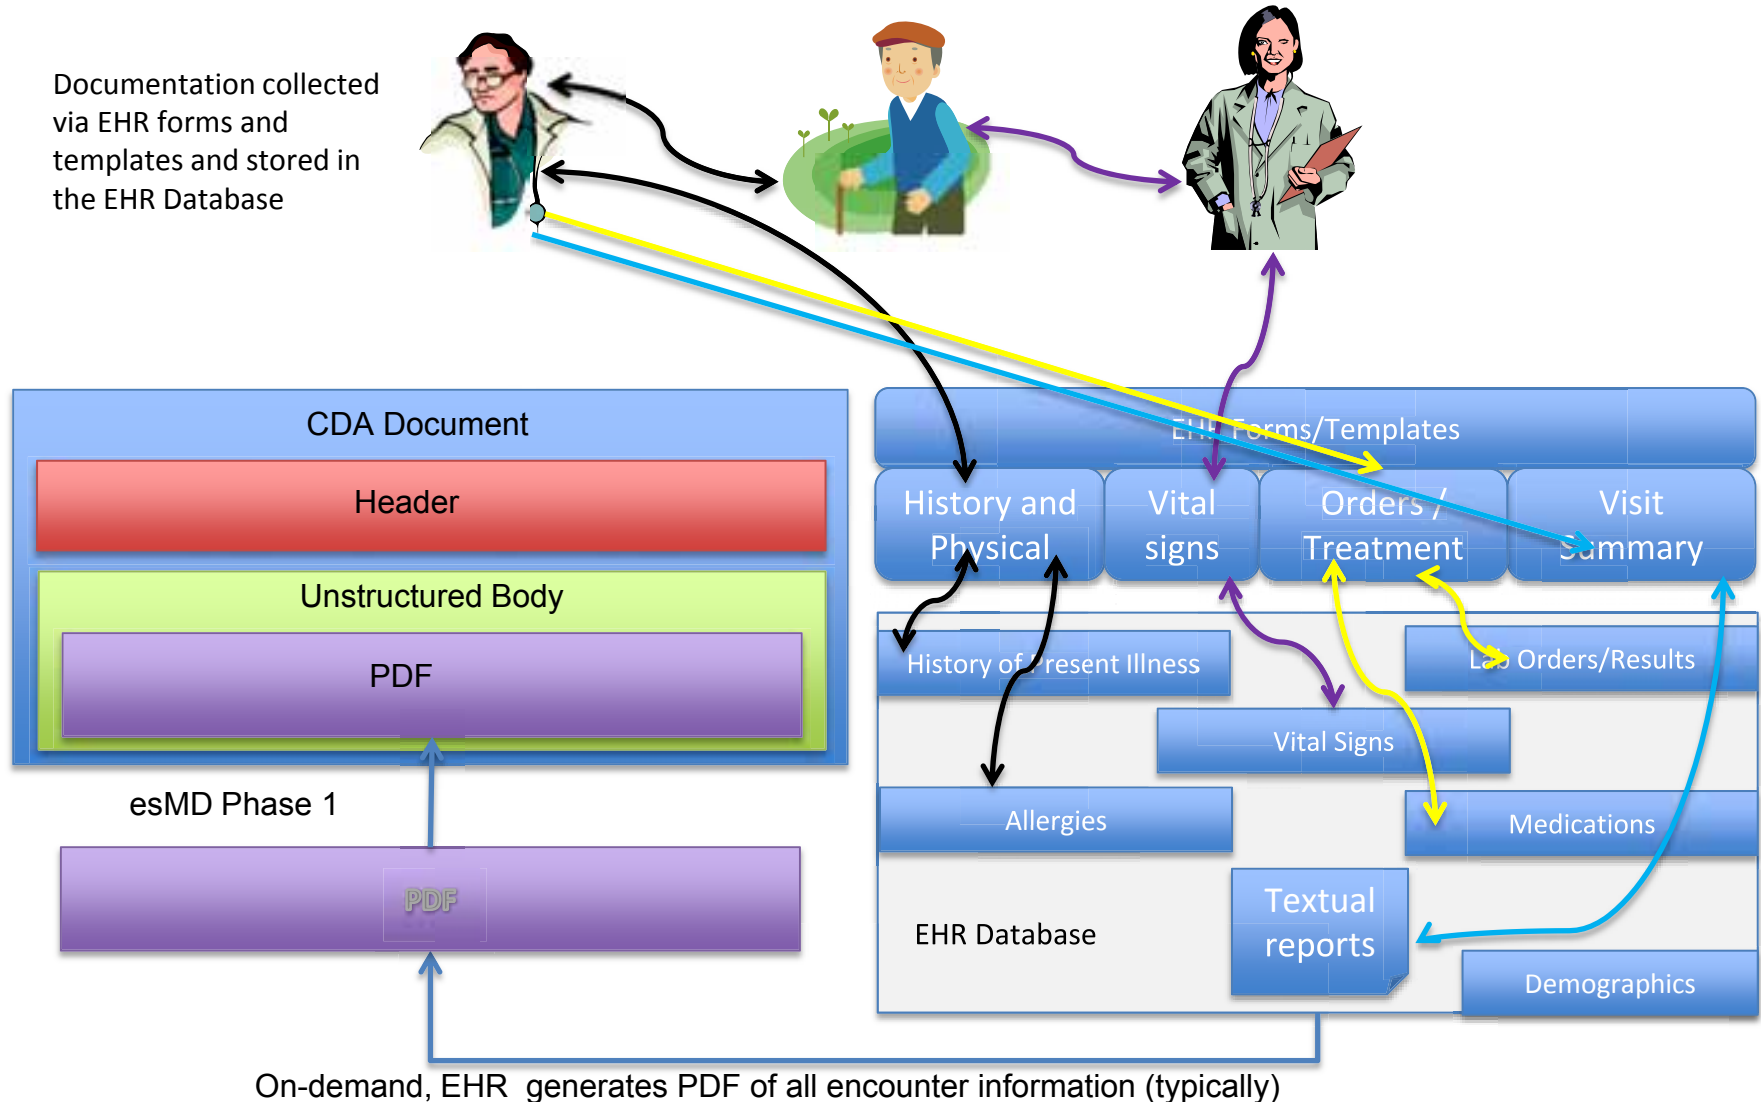 Documentation collected
via EHR forms and
templates and stored in
the EHR Database
CDA Document
Header
Unstructured Body
PDF
esMD Phase 1
PDF
EHR Forms/Templates
History and
Physical
Vital
signs
Orders /
Treatment
Visit
Summary
History of Present Illness
Lab Orders/Results
Vital Signs
Allergies
Medications
Textual
reports
EHR Database
Demographics
On-demand, EHR  generates PDF of all encounter information (typically)